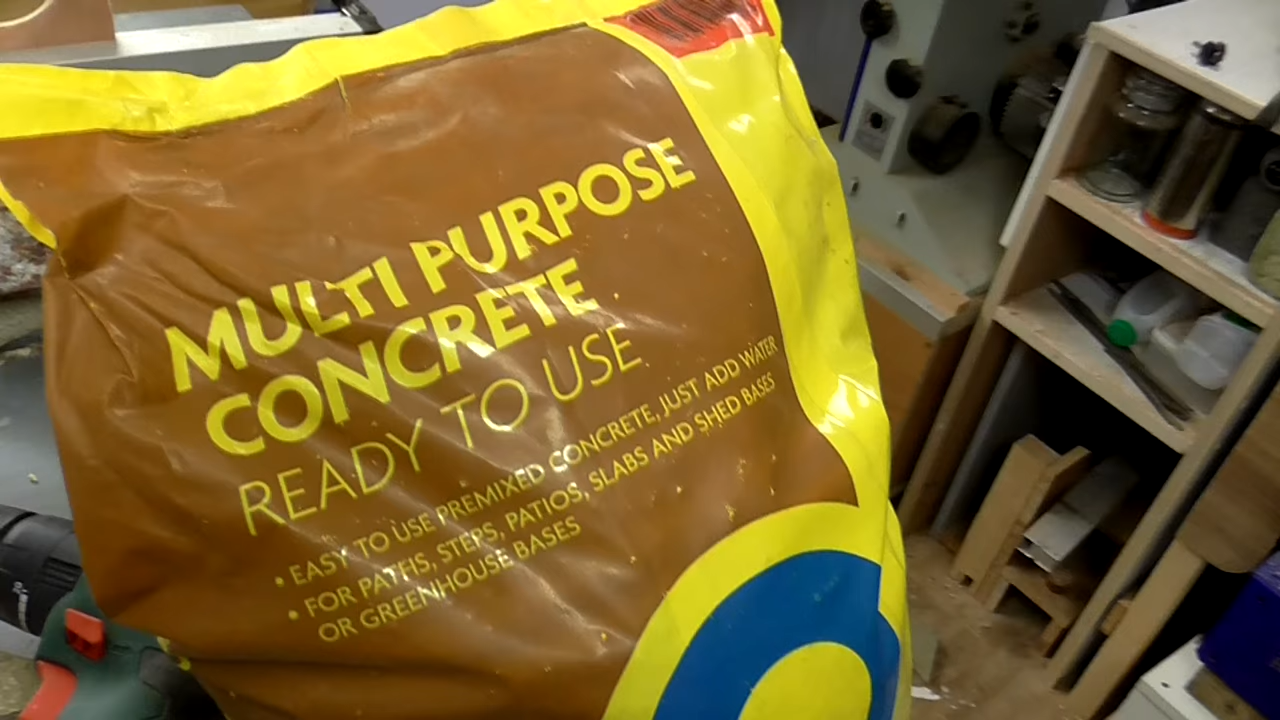 MULTI PURPOSE
CONCRETE
READY TO USE
• EASY TO USE PREMIXED CONCRETE, JUST ADD WATER
• FOR PATHS, STEPS, PATIOS, SLABS AND SHED BASES
OR GREENHOUSE BASES